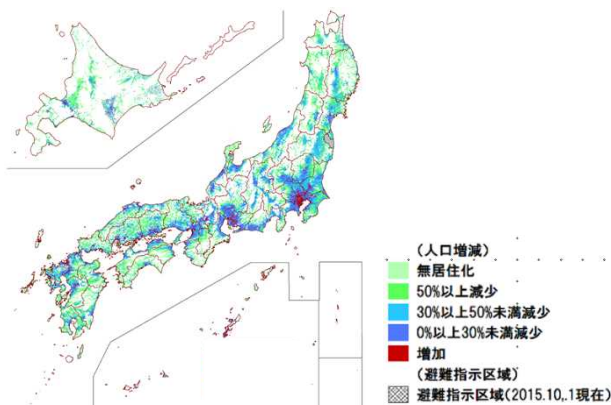 (人口増減)
無居住化
50%以上減少
30%以上50%未満減少
0%以上30%未満減少
増加
(避難指示区域)
避難指示区域(2015.10,.1現在)